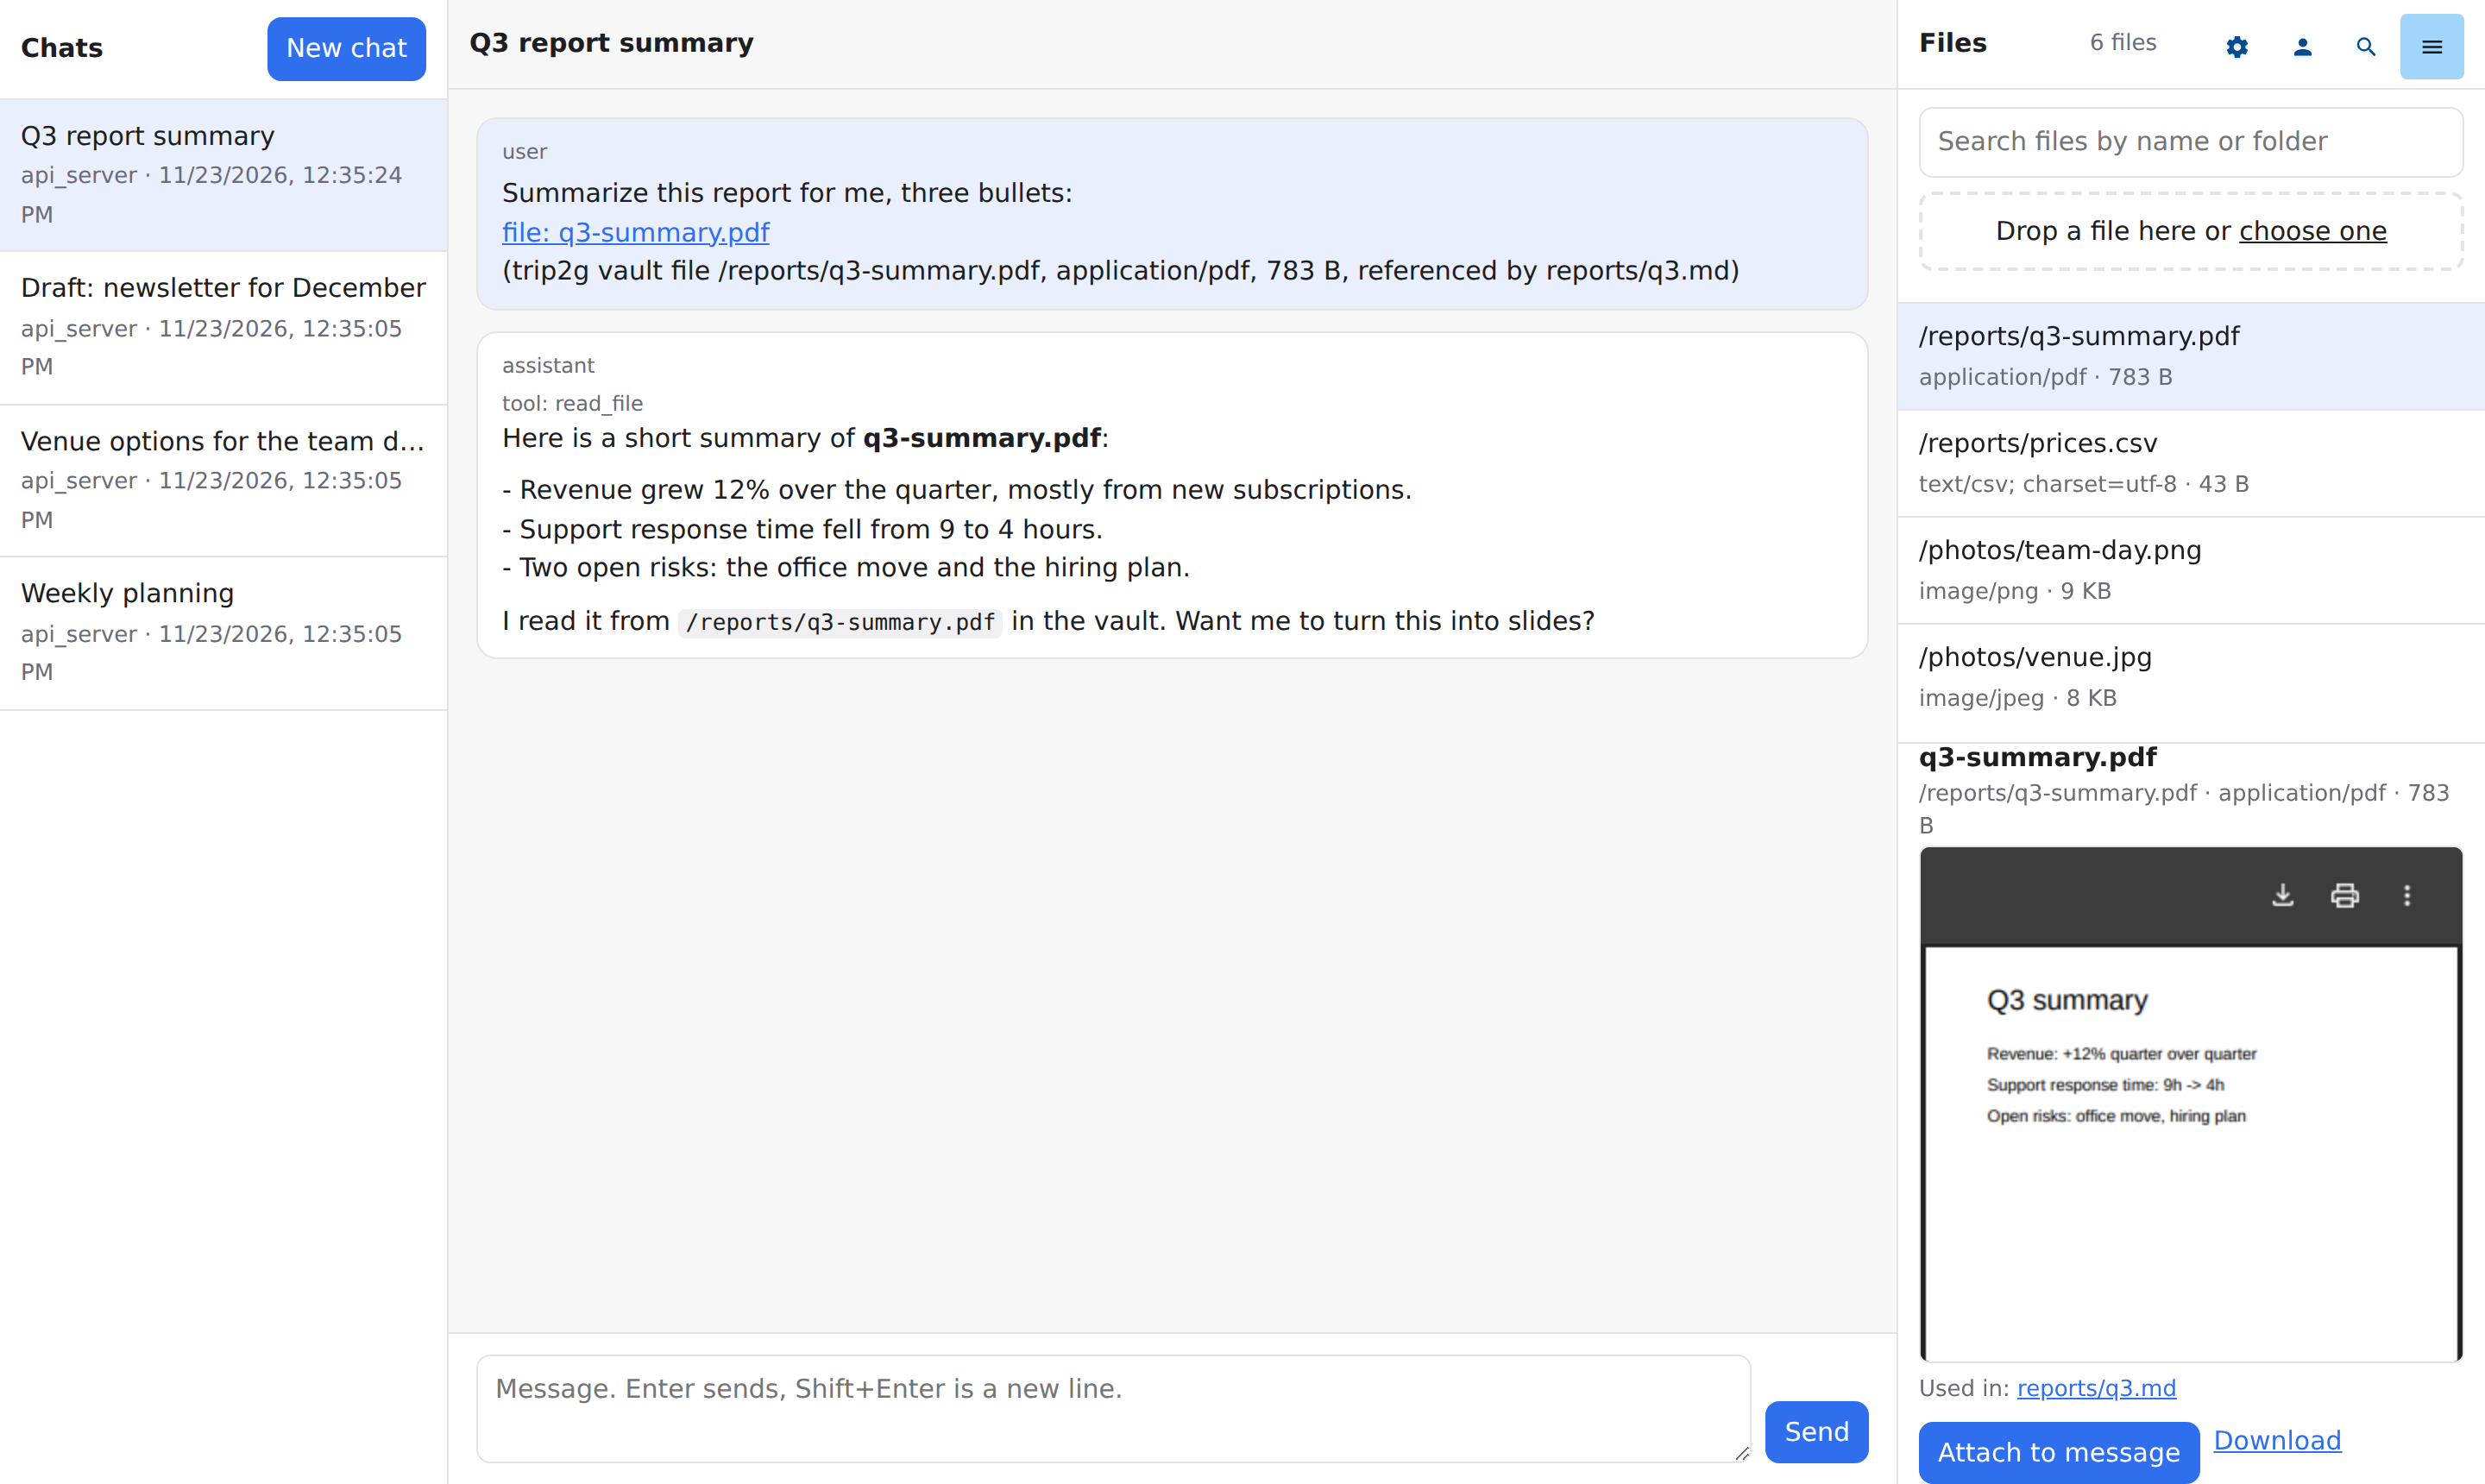 Chats
New chat
Q3 report summary
api_server · 11/23/2026, 12:35:24
PM
Draft: newsletter for December
api_server · 11/23/2026, 12:35:05
PM
Venue options for the team d...
api_server · 11/23/2026, 12:35:05
PM
Weekly planning
api_server · 11/23/2026, 12:35:05
PM
Q3 report summary
user
Summarize this report for me, three bullets:
file: q3-summary.pdf
(trip2g vault file /reports/q3-summary.pdf, application/pdf, 783 B, referenced by reports/q3.md)
assistant
tool: read_file
Here is a short summary of q3-summary.pdf:
- Revenue grew 12% over the quarter, mostly from new subscriptions.
- Support response time fell from 9 to 4 hours.
- Two open risks: the office move and the hiring plan.
I read it from /reports/q3-summary.pdf in the vault. Want me to turn this into slides?
Message. Enter sends, Shift+Enter is a new line.
Send
Files
6 files
Search files by name or folder
Drop a file here or choose one
/reports/q3-summary.pdf
application/pdf · 783 B
/reports/prices.csv
text/csv; charset=utf-8 · 43 B
/photos/team-day.png
image/png · 9 KB
/photos/venue.jpg
image/jpeg · 8 KB
q3-summary.pdf
/reports/q3-summary.pdf · application/pdf · 783
B
Q3 summary
Revenue: +12% quarter over quarter
Support response time: 9h -> 4h
Open risks: office move, hiring plan
Used in: reports/q3.md
Attach to message
Download